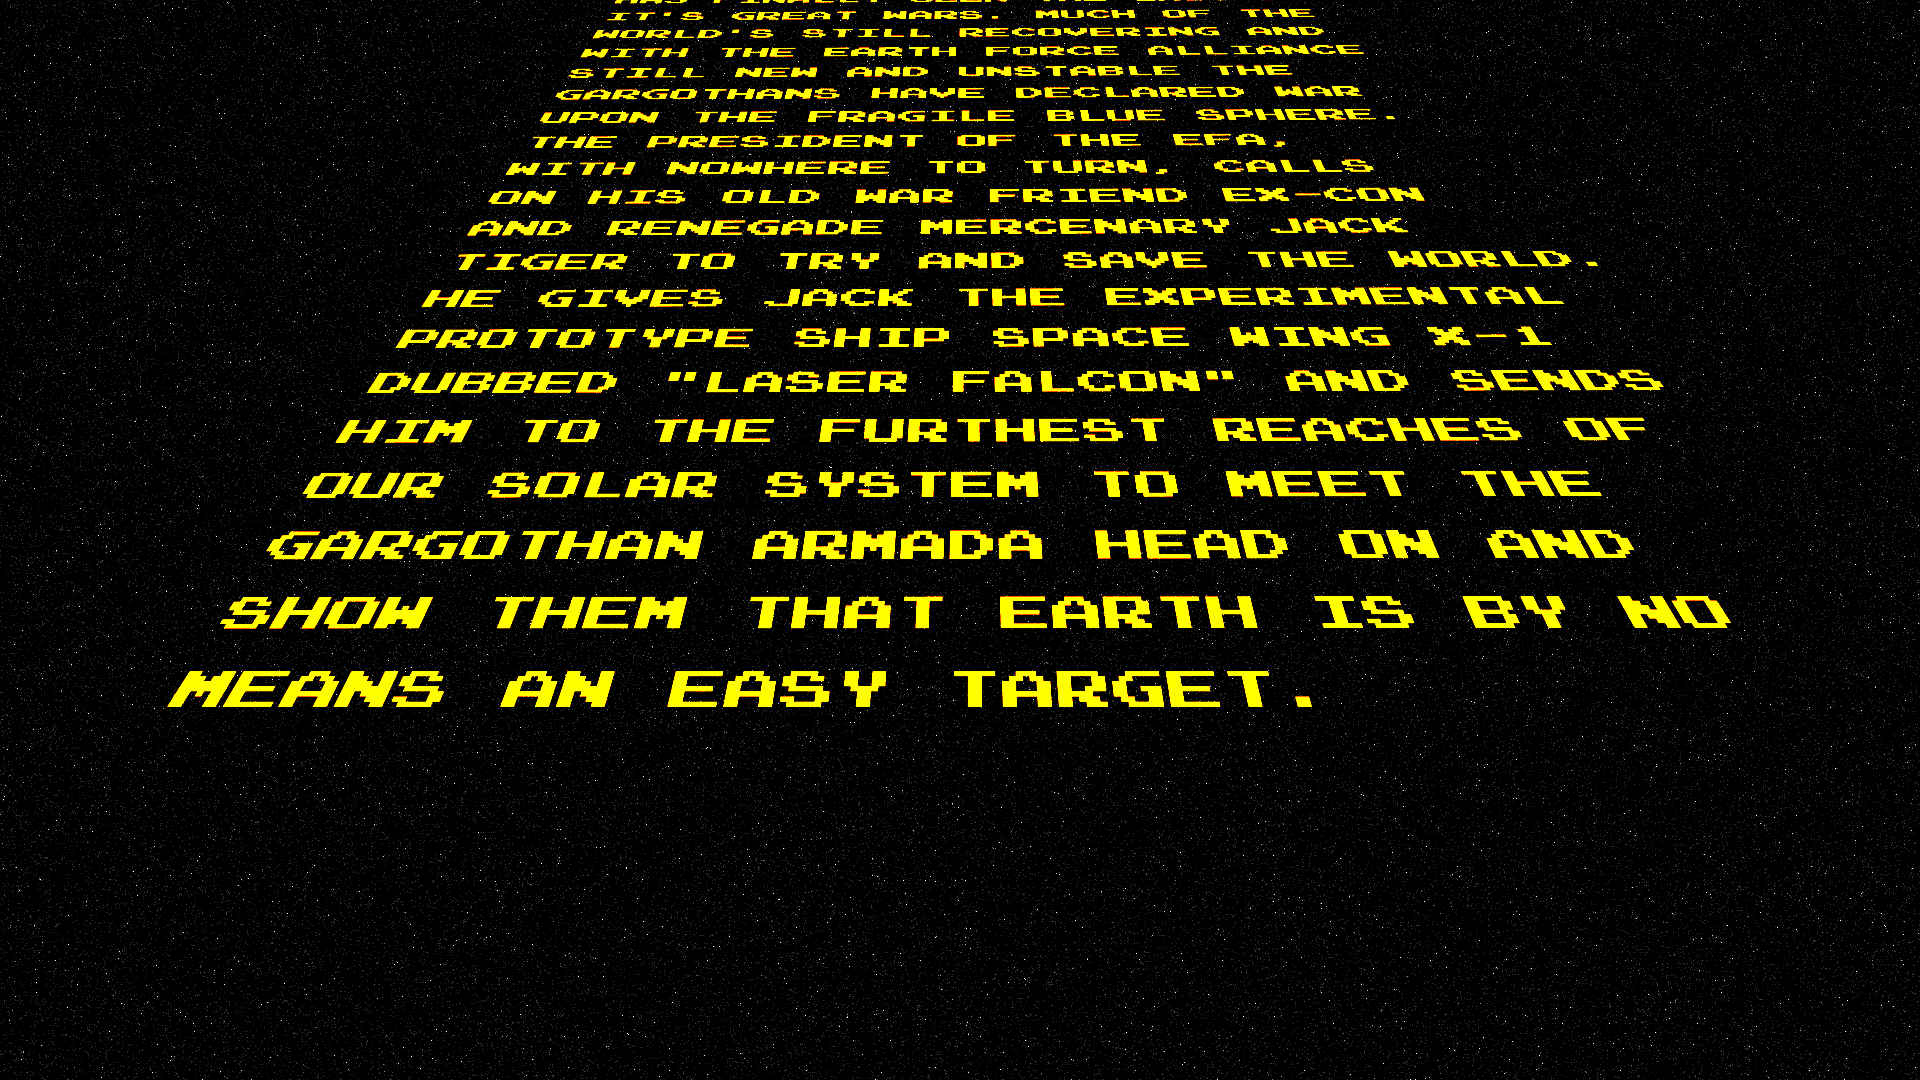 IT'S GREAT WARS. MUCH OF THE
WORLD'S STILL RECOVERING AND
WITH THE EARTH FORCE ALLIANCE
STILL NEW AND UNSTABLE THE
GARGOTHANS HAVE DECLARED WAR
UPON THE FRAGILE BLUE SPHERE.
THE PRESIDENT OF THE EFA,
WITH NOWHERE TO TURN, CALLS
ON HIS OLD WAR FRIEND EX-CON
AND RENEGADE MERCENARY JACK
TIGER TO TRY AND SAVE THE WORLD.
HE GIVES JACK THE EXPERIMENTAL
PROTOTYPE SHIP SPACE WING X-1
DUBBED "LASER FALCON" AND SENDS
HIM TO THE FURTHEST REACHES OF
OUR SOLAR SYSTEM TO MEET THE
GARGOTHAN ARMADA HEAD ON AND
SHOW THEM THAT EARTH IS BY NO
MEANS AN EASY TARGET.